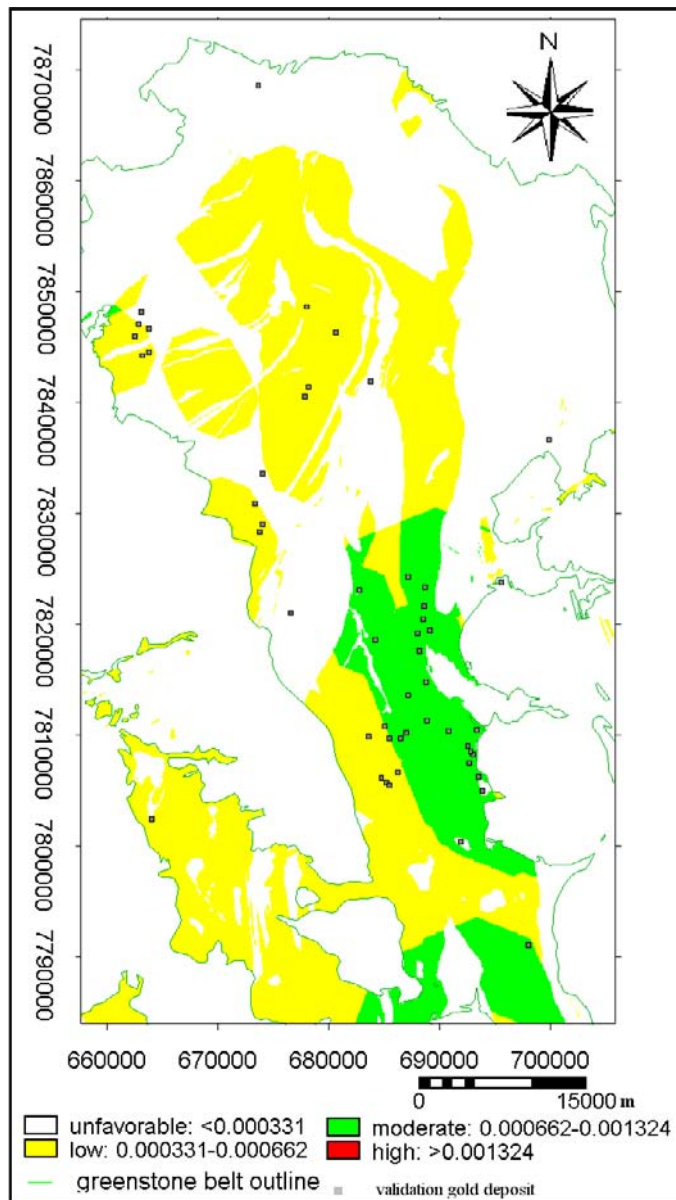 N
7870000
7860000
7850000
7840000
7830000
7820000
7810000
7800000
7790000
660000 670000 680000 690000 700000
0 15000 m
unfavorable: <0.000331
moderate: 0.000662-0.001324
low: 0.000331-0.000662
high: >0.001324
greenstone belt outline
validation gold deposit